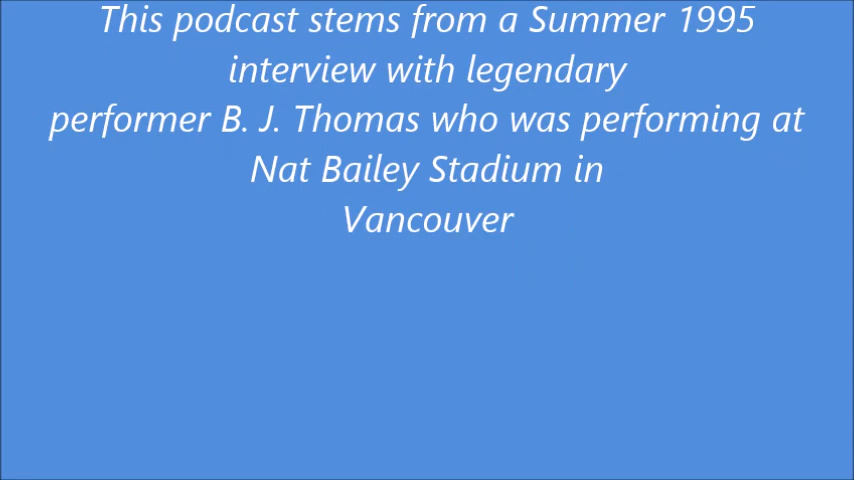 This podcast stems from a Summer 1995
interview with legendary
performer B. J. Thomas who was performing at
Nat Bailey Stadium in
Vancouver